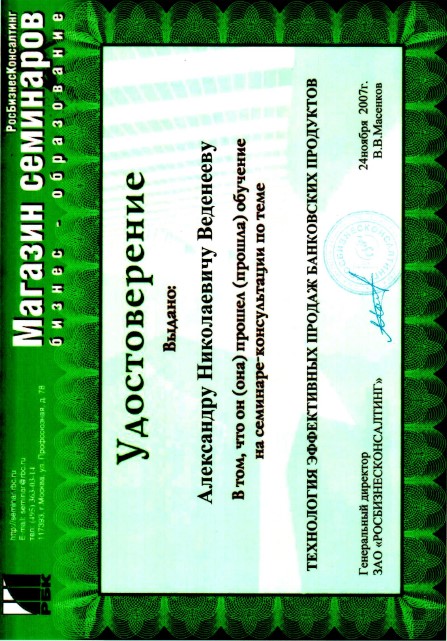 РБК
http://seminar.rbc.ru
E-mail: seminar@rbc.ru
тел: (495) 363-03-14
117393, г.Москва, ул. Профсоюзная, д. 78
РосБизнесКонсалтинг
Магазин семинаров
бизнес - образование
Удостоверение
Выдано:
Александру Николаевичу Веденееву
В том, что он (она) прошел (прошла) обучение
на семинаре-консультации по теме
ТЕХНОЛОГИЯ ЭФФЕКТИВНЫХ ПРОДАЖ БАНКОВСКИХ ПРОДУКТОВ
Генеральный директор
ЗАО «РОСБИЗНЕСКОНСАЛТИНГ»
24ноября 2007г.
В.В.Масенков